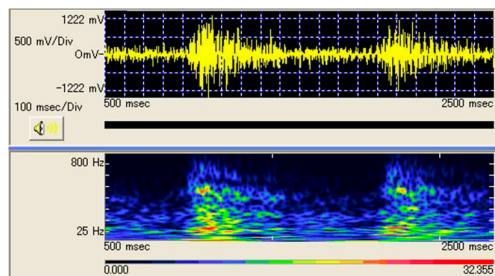 1222 mV
500 mV/Div
0mV
-1222 mV
500 msec 2500 msec
100 msec/Div
800 Hz
25 Hz
500 msec 2500 msec
0.000 32.355